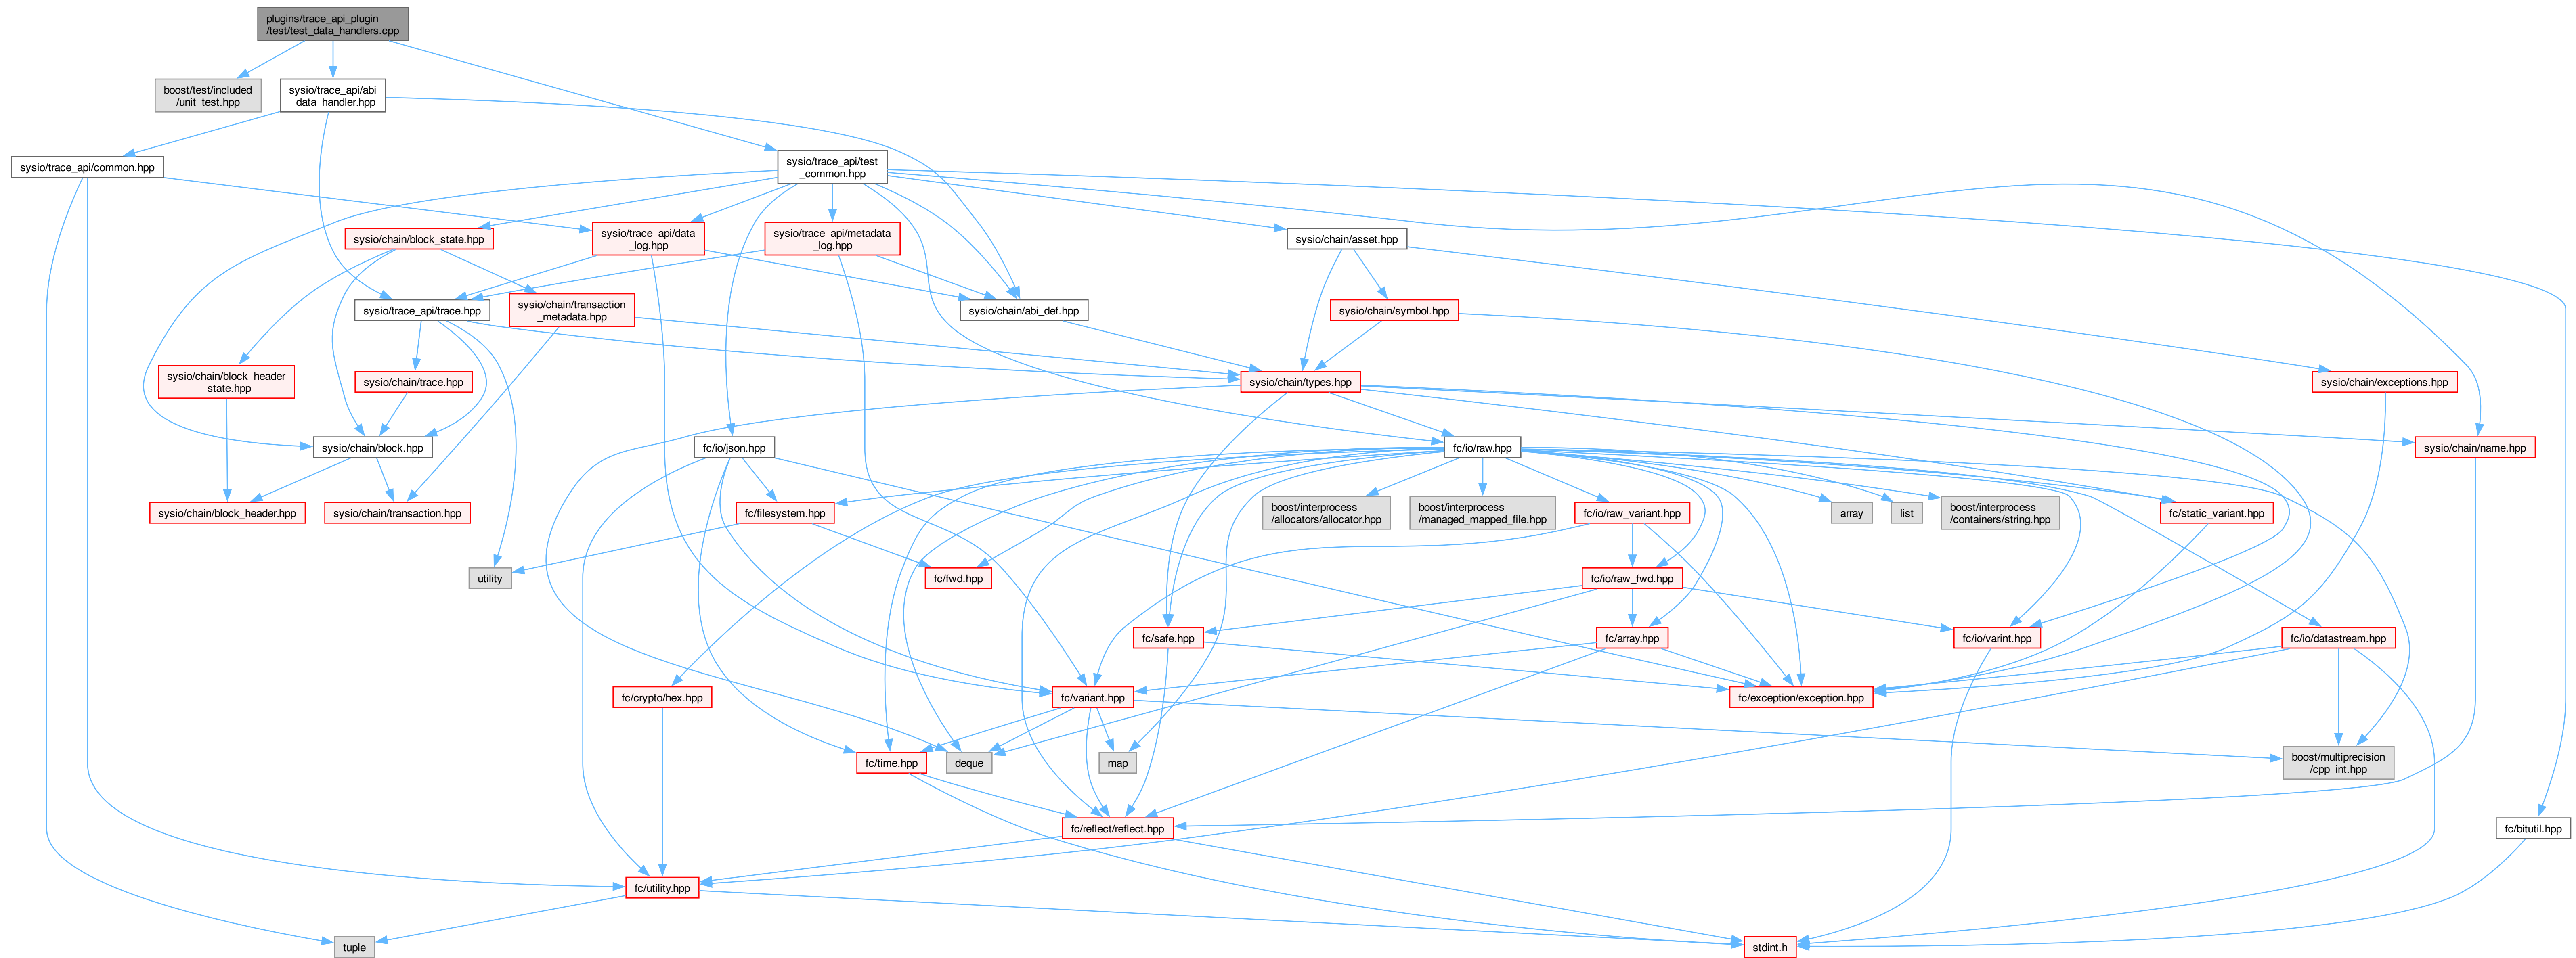 plugins/trace_api_plugin
/test/test_data_handlers.cpp
boost/test/included
/unit_test.hpp
sysio/trace_api/abi
_data_handler.hpp
sysio/trace_api/common.hpp
sysio/trace_api/test
_common.hpp
sysio/chain/block_state.hpp
sysio/trace_api/data
_log.hpp
sysio/trace_api/metadata
_log.hpp
sysio/chain/asset.hpp
sysio/trace_api/trace.hpp
sysio/chain/transaction
_metadata.hpp
sysio/chain/abi_def.hpp
sysio/chain/symbol.hpp
sysio/chain/block_header
_state.hpp
sysio/chain/trace.hpp
sysio/chain/types.hpp
sysio/chain/exceptions.hpp
sysio/chain/block.hpp
fc/io/json.hpp
fc/io/raw.hpp
sysio/chain/name.hpp
sysio/chain/block_header.hpp
sysio/chain/transaction.hpp
fc/filesystem.hpp
boost/interprocess
/allocators/allocator.hpp
boost/interprocess
/managed_mapped_file.hpp
fc/io/raw_variant.hpp
array
list
boost/interprocess
/containers/string.hpp
fc/static_variant.hpp
utility
fc/fwd.hpp
fc/io/raw_fwd.hpp
fc/safe.hpp
fc/array.hpp
fc/io/varint.hpp
fc/io/datastream.hpp
fc/crypto/hex.hpp
fc/variant.hpp
fc/exception/exception.hpp
fc/time.hpp
deque
map
boost/multiprecision
/cpp_int.hpp
fc/reflect/reflect.hpp
fc/bitutil.hpp
fc/utility.hpp
tuple
stdint.h